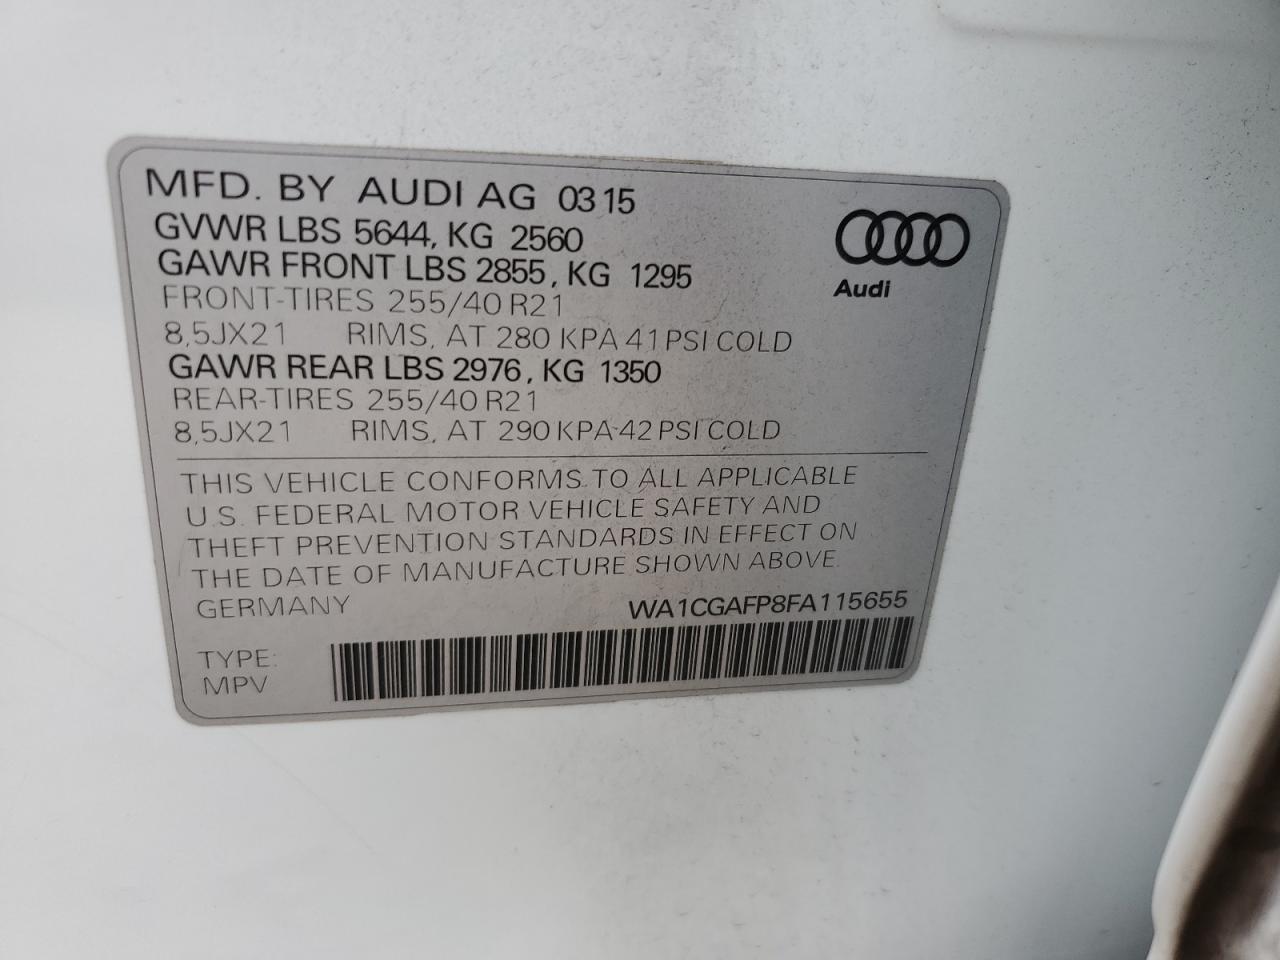 MFD. BY AUDI AG 03 15
GVWR LBS 5644, KG 2560
GAWR FRONT LBS 2855, KG 1295
FRONT-TIRES 255/40 R21
8,5JX21 RIMS, AT 280 KPA 41 PSI COLD
GAWR REAR LBS 2976, KG 1350
REAR-TIRES 255/40 R21
8,5JX21 RIMS, AT 290 KPA 42 PSI COLD
Audi
THIS VEHICLE CONFORMS TO ALL APPLICABLE
U.S. FEDERAL MOTOR VEHICLE SAFETY AND
THEFT PREVENTION STANDARDS IN EFFECT ON
THE DATE OF MANUFACTURE SHOWN ABOVE.
GERMANY WA1CGAFP8FA115655
TYPE:
MPV